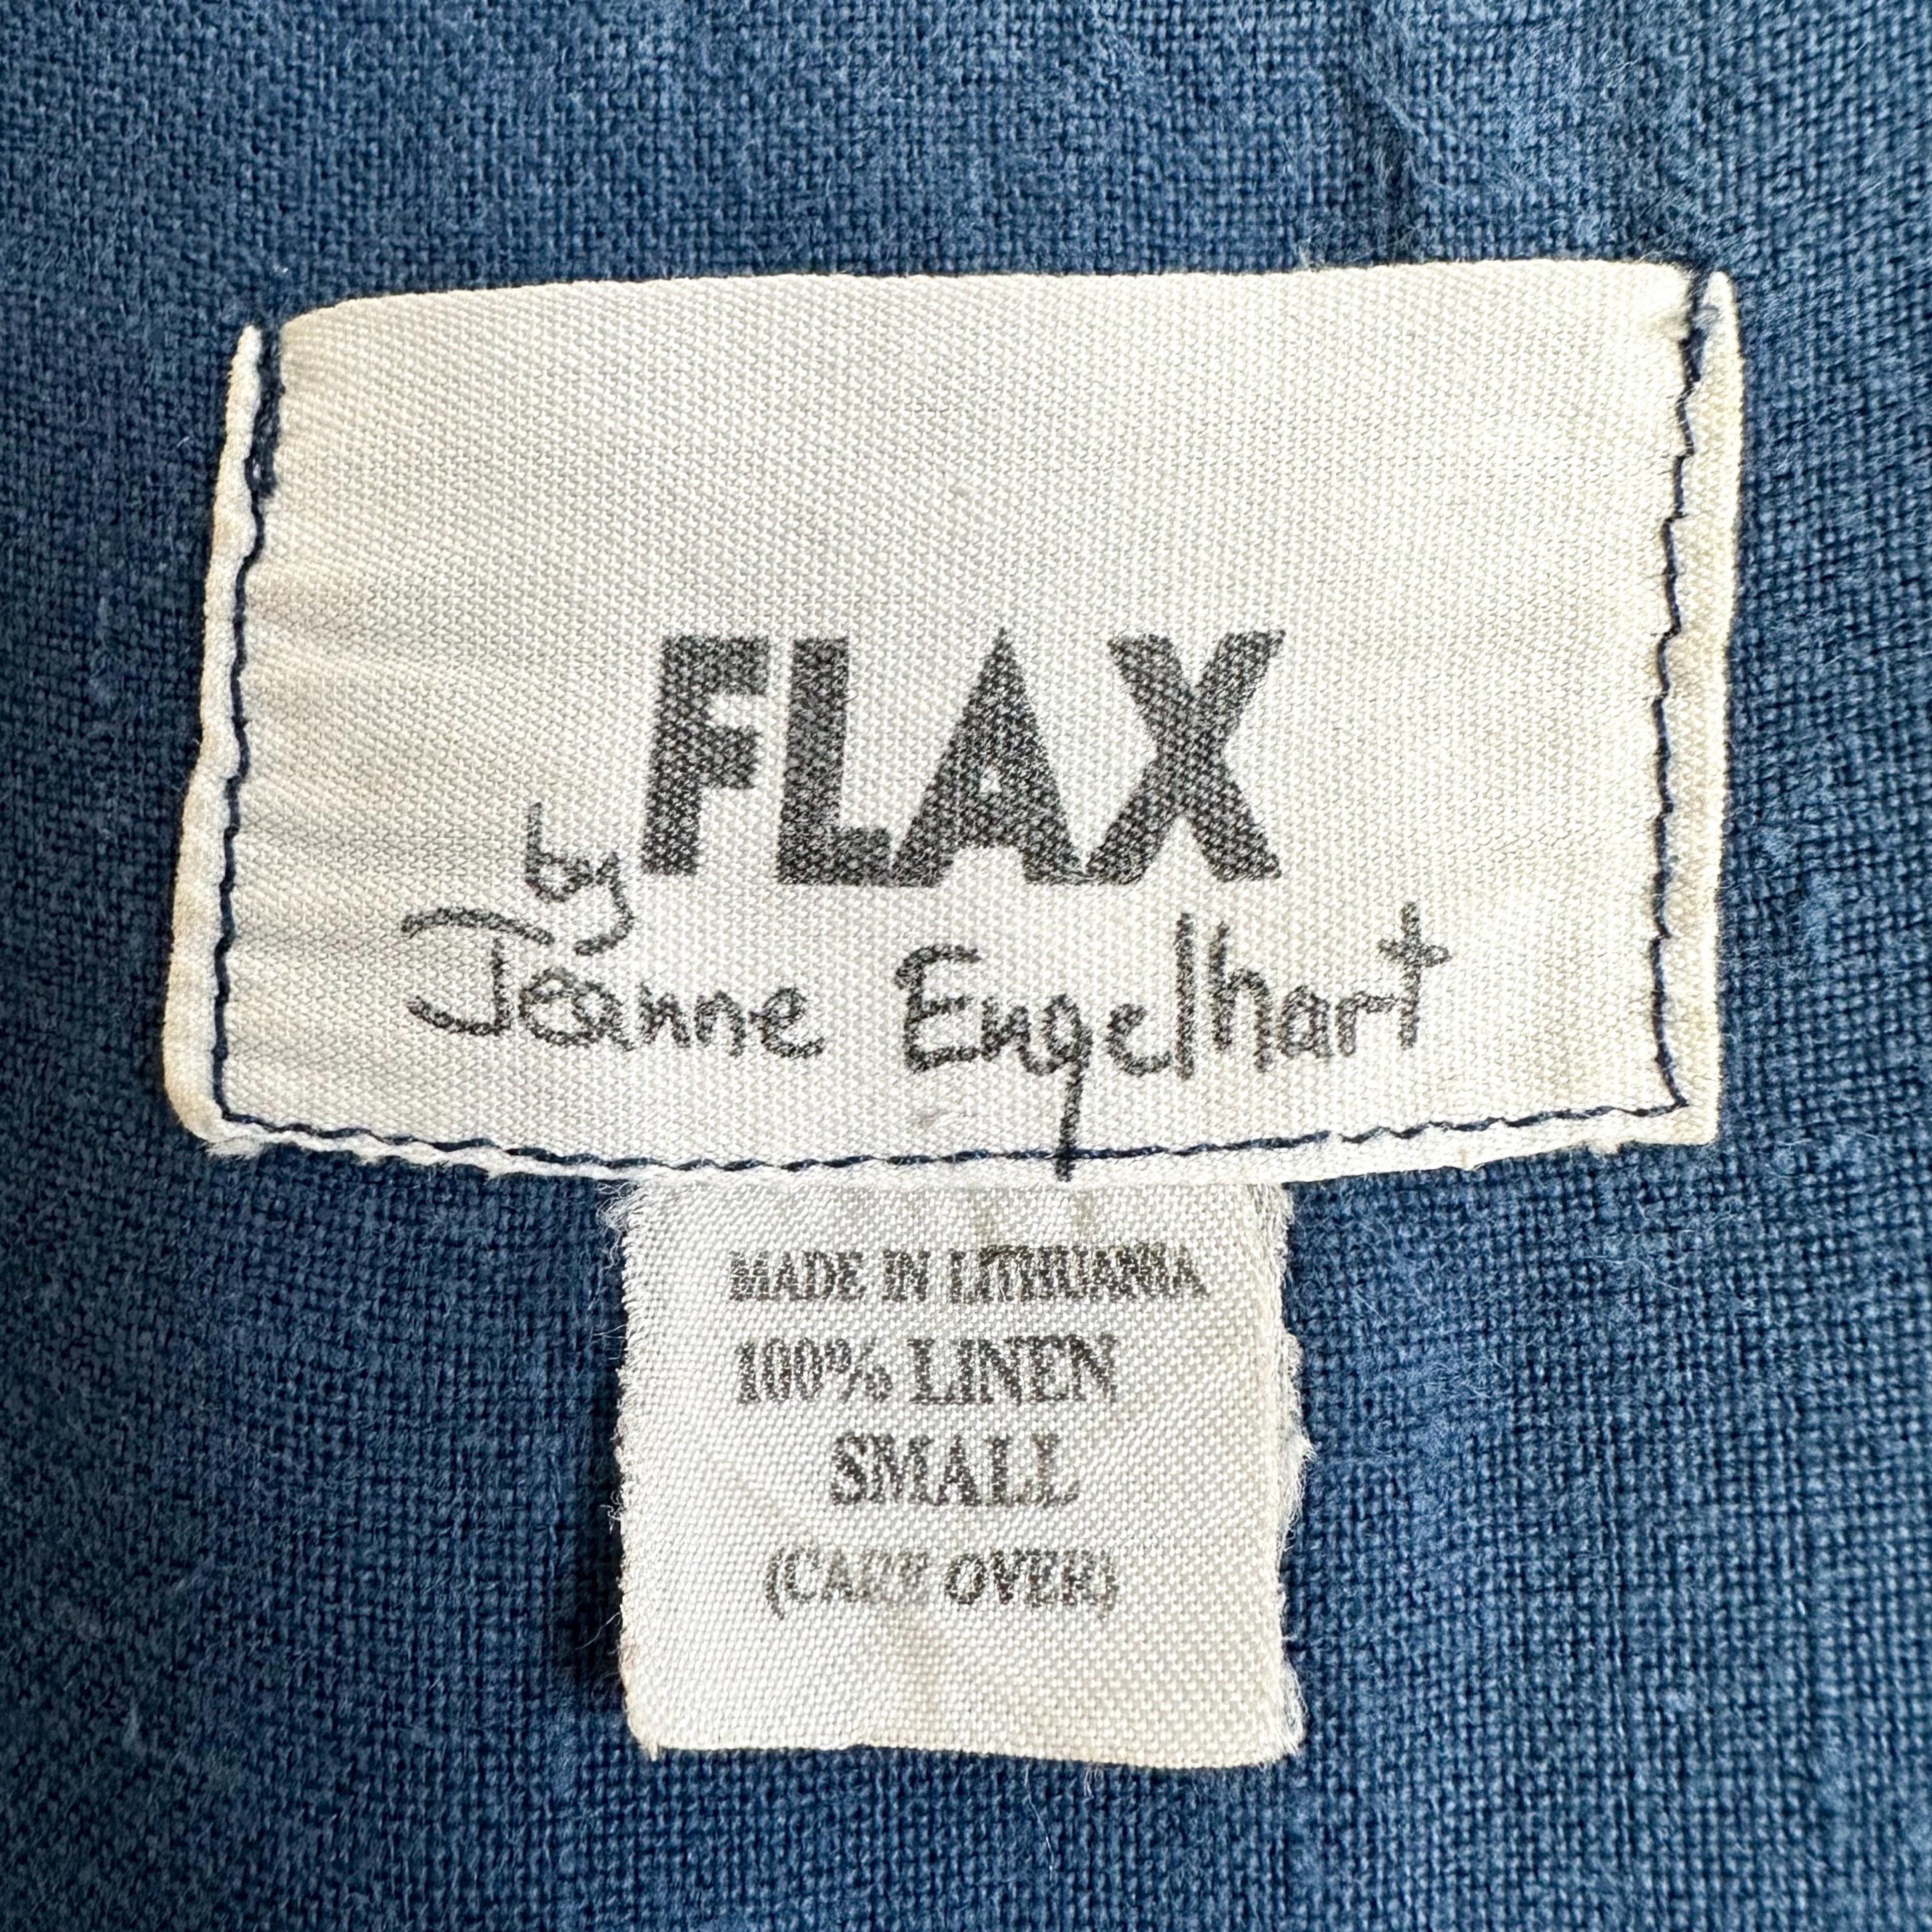 FLAX
by
Jeanne Engelhart
MADE IN LITHUANIA
100% LINEN
SMALL
(CARE OVER)